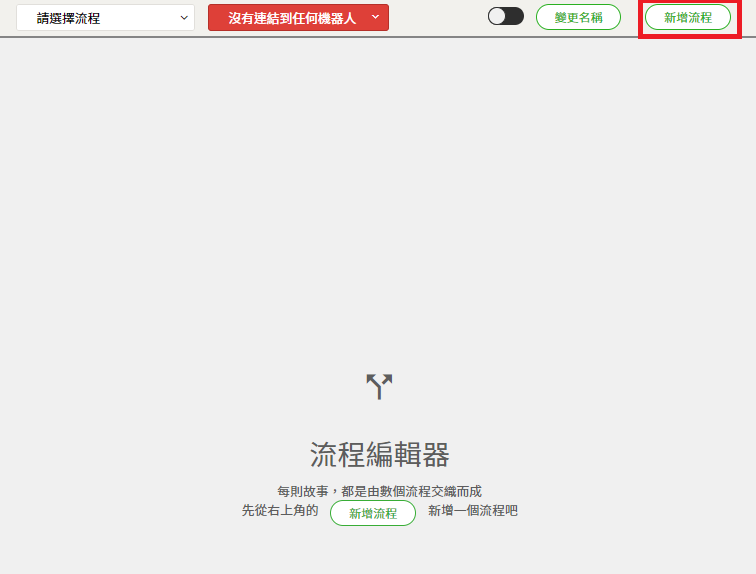 請選擇流程
沒有連結到任何機器人
變更名稱
新增流程
流程編輯器
每則故事，都是由數個流程交織而成
先從右上角的 新增流程 新增一個流程吧